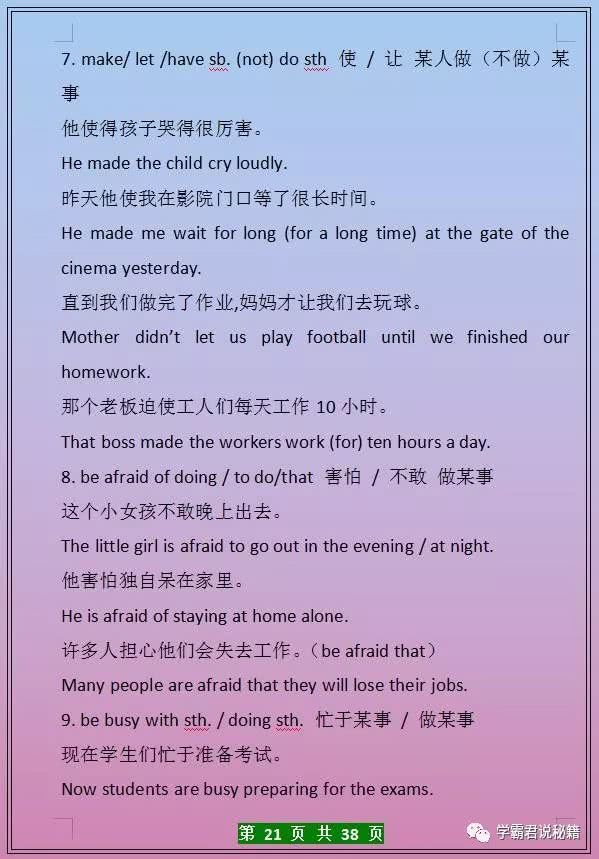 7. make/ let /have sb. (not) do sth 使 / 让 某人做（不做）某
事
他使得孩子哭得很厉害。
He made the child cry loudly.
昨天他使我在影院门口等了很长时间。
He made me wait for long (for a long time) at the gate of the
cinema yesterday.
直到我们做完了作业,妈妈才让我们去玩球。
Mother didn’t let us play football until we finished our
homework.
那个老板迫使工人们每天工作 10 小时。
That boss made the workers work (for) ten hours a day.
8. be afraid of doing / to do/that 害怕 / 不敢 做某事
这个小女孩不敢晚上出去。
The little girl is afraid to go out in the evening / at night.
他害怕独自呆在家里。
He is afraid of staying at home alone.
许多人担心他们会失去工作。（be afraid that）
Many people are afraid that they will lose their jobs.
9. be busy with sth. / doing sth. 忙于某事 / 做某事
现在学生们忙于准备考试。
Now students are busy preparing for the exams.
第 21 页 共 38 页
学霸君说秘籍